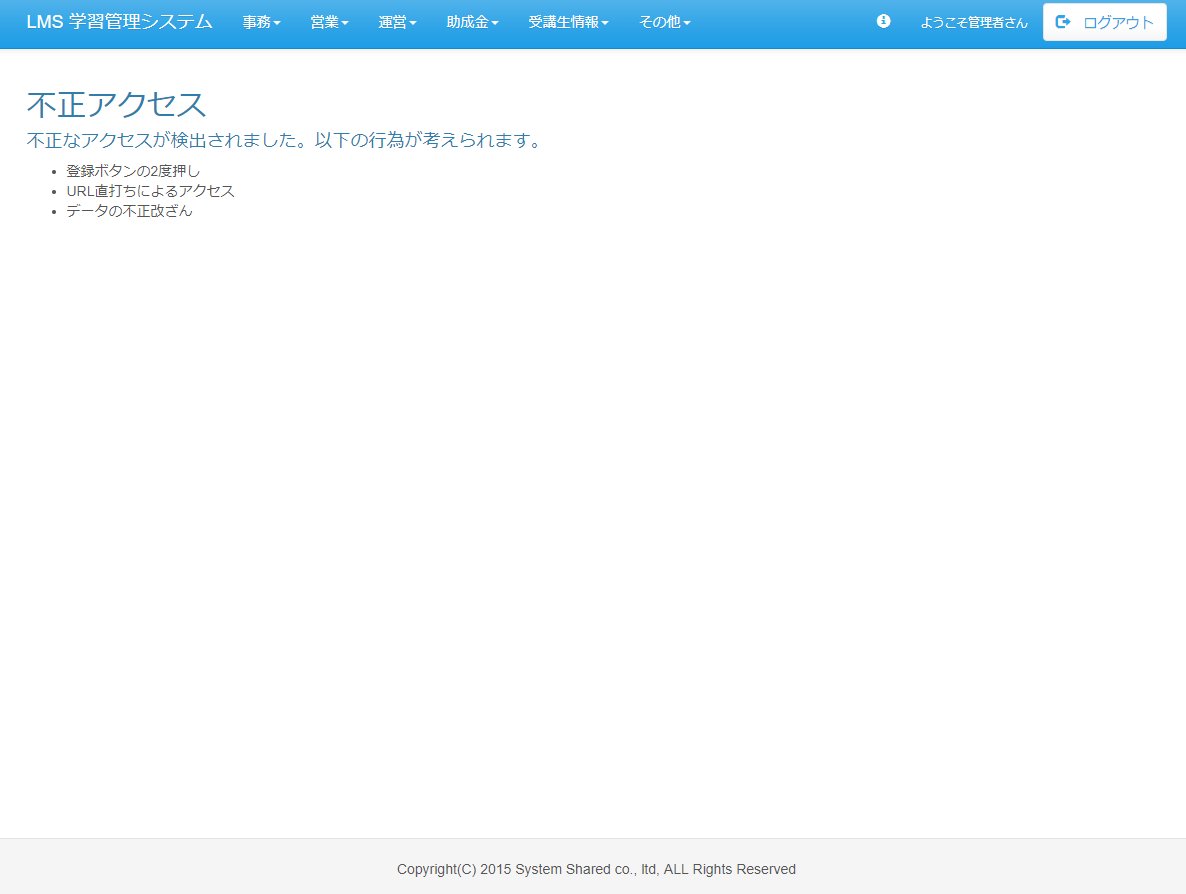 LMS 学習管理システム 事務 営業 運営 助成金 受講生情報 その他 ようこそ管理者さん ログアウト
不正アクセス
不正なアクセスが検出されました。以下の行為が考えられます。
登録ボタンの2度押し
URL直打ちによるアクセス
データの不正改ざん
Copyright(C) 2015 System Shared co., ltd, ALL Rights Reserved